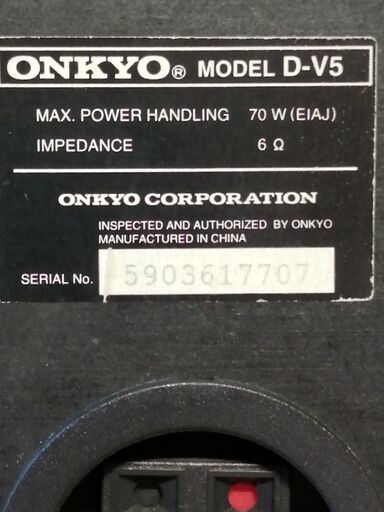 ONKYO® MODEL D-V5
MAX. POWER HANDLING 70 W (EIAJ)
IMPEDANCE 6 Ω
ONKYO CORPORATION
INSPECTED AND AUTHORIZED BY ONKYO
MANUFACTURED IN CHINA
SERIAL No. 5903617707